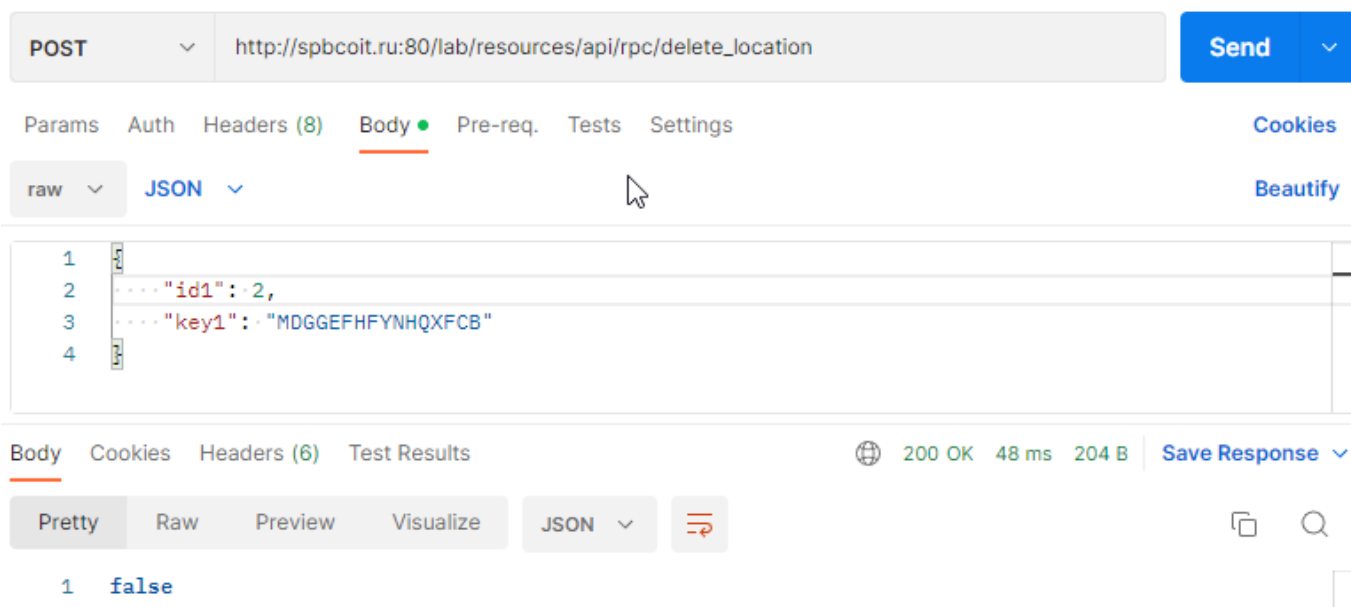 POST http://spbcoit.ru:80/lab/resources/api/rpc/delete_location Send
Params Auth Headers (8) Body Pre-req. Tests Settings Cookies
raw JSON Beautify
1 {
2 "id1": 2,
3 "key1": "MDGGEFHFYNHQXFCB"
4 }
Body Cookies Headers (6) Test Results 200 OK 48 ms 204 B Save Response
Pretty Raw Preview Visualize JSON
1 false